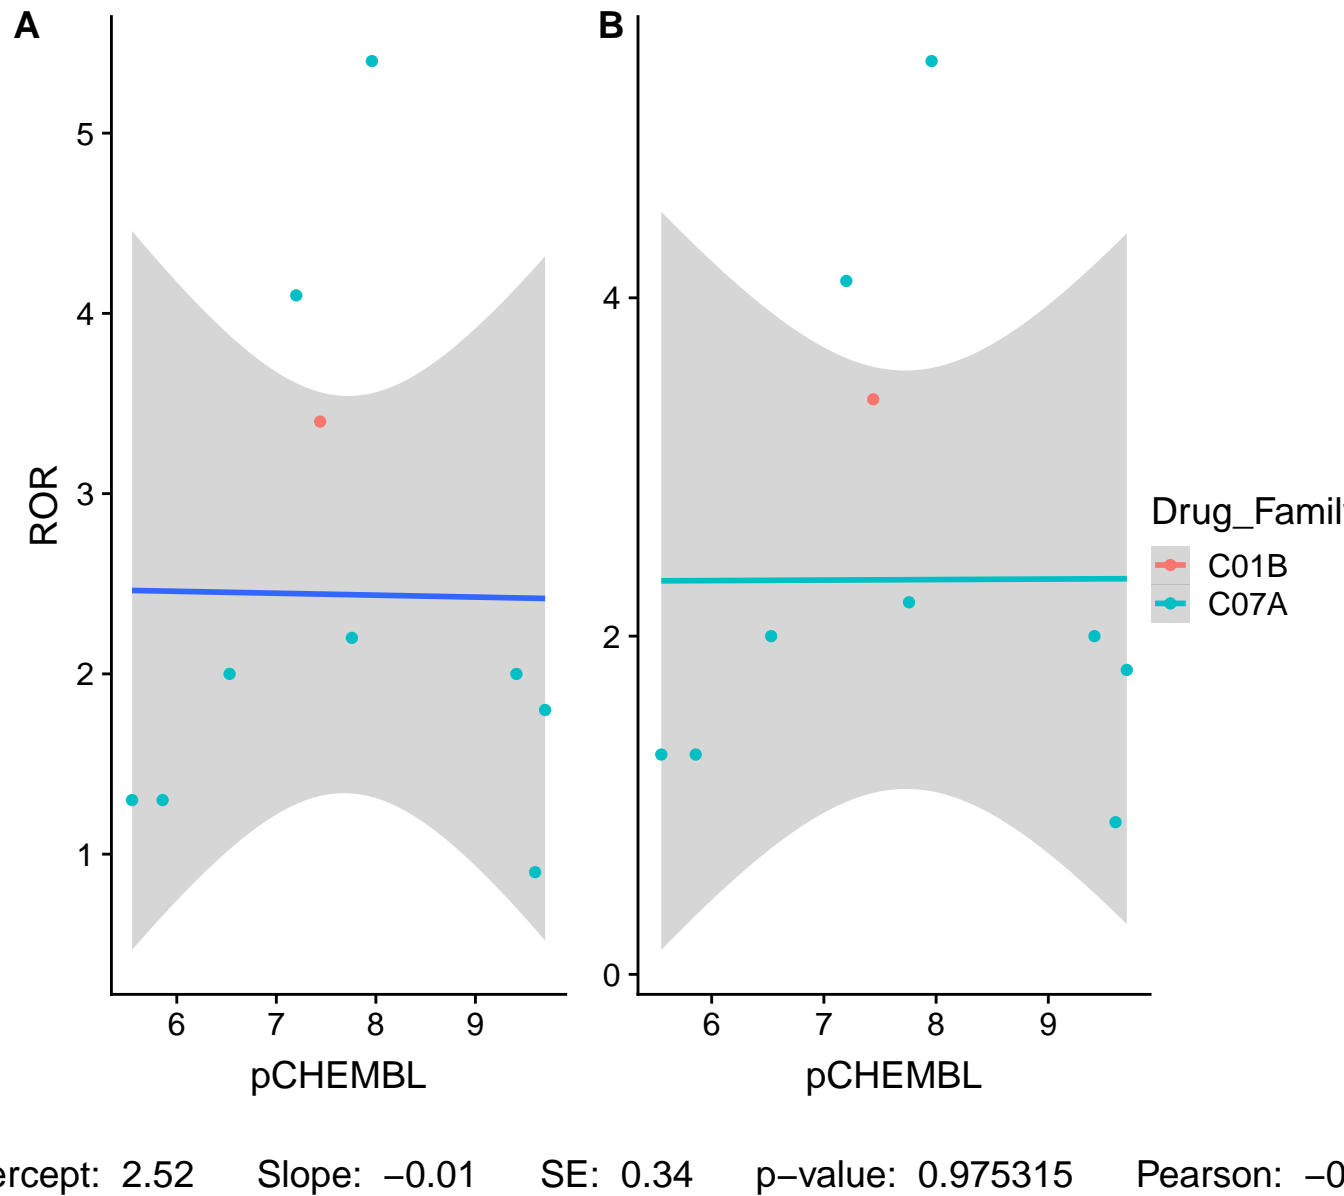 A
B
5
4
3
2
1
ROR
6 7 8 9
pCHEMBL
4
2
0
6 7 8 9
pCHEMBL
Drug_Famil
C01B
C07A
ercept: 2.52 Slope: −0.01 SE: 0.34 p−value: 0.975315 Pearson: −0